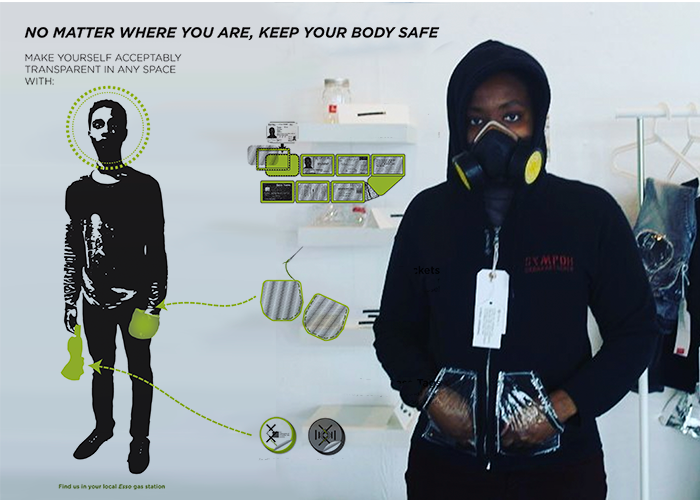 NO MATTER WHERE YOU ARE, KEEP YOUR BODY SAFE
MAKE YOURSELF ACCEPTABLY
TRANSPARENT IN ANY SPACE
WITH:
Find us in your local Esso gas station